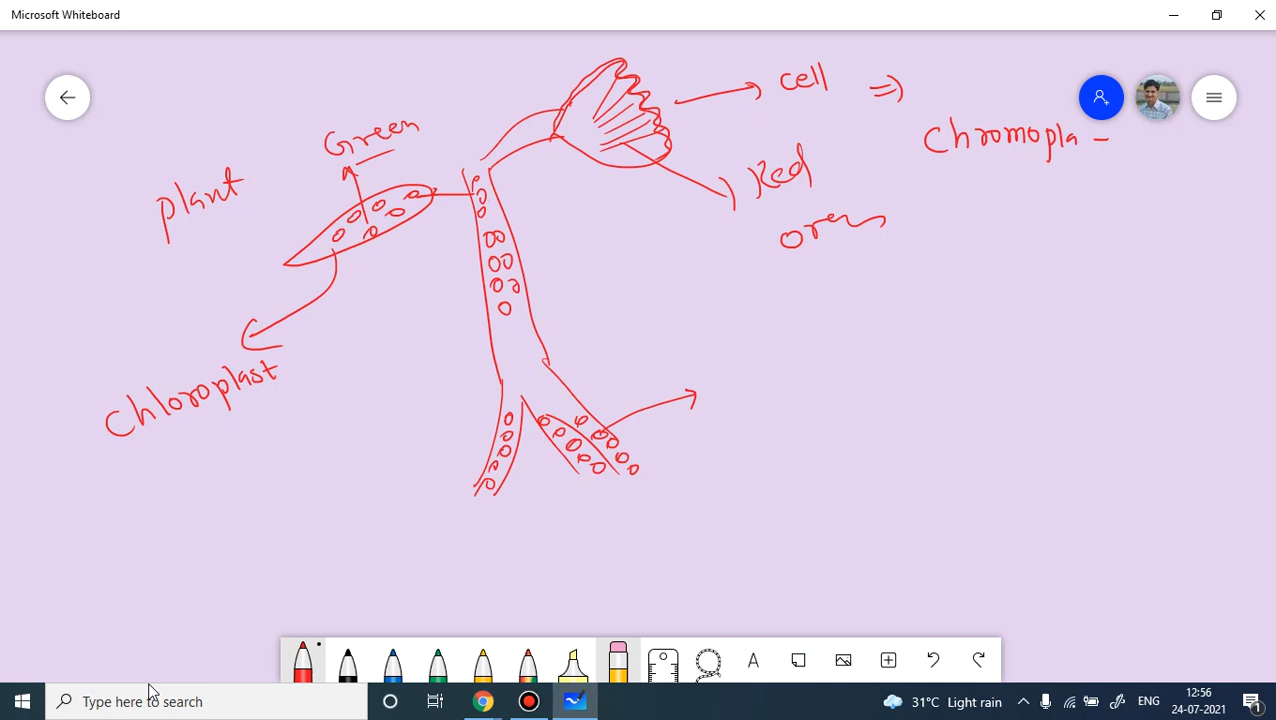 Microsoft Whiteboard
cell ⇒
Green
Chromopla -
plant
Red
Chloroplast
A
Type here to search
31°C Light rain
ENG
12:56
24-07-2021
1